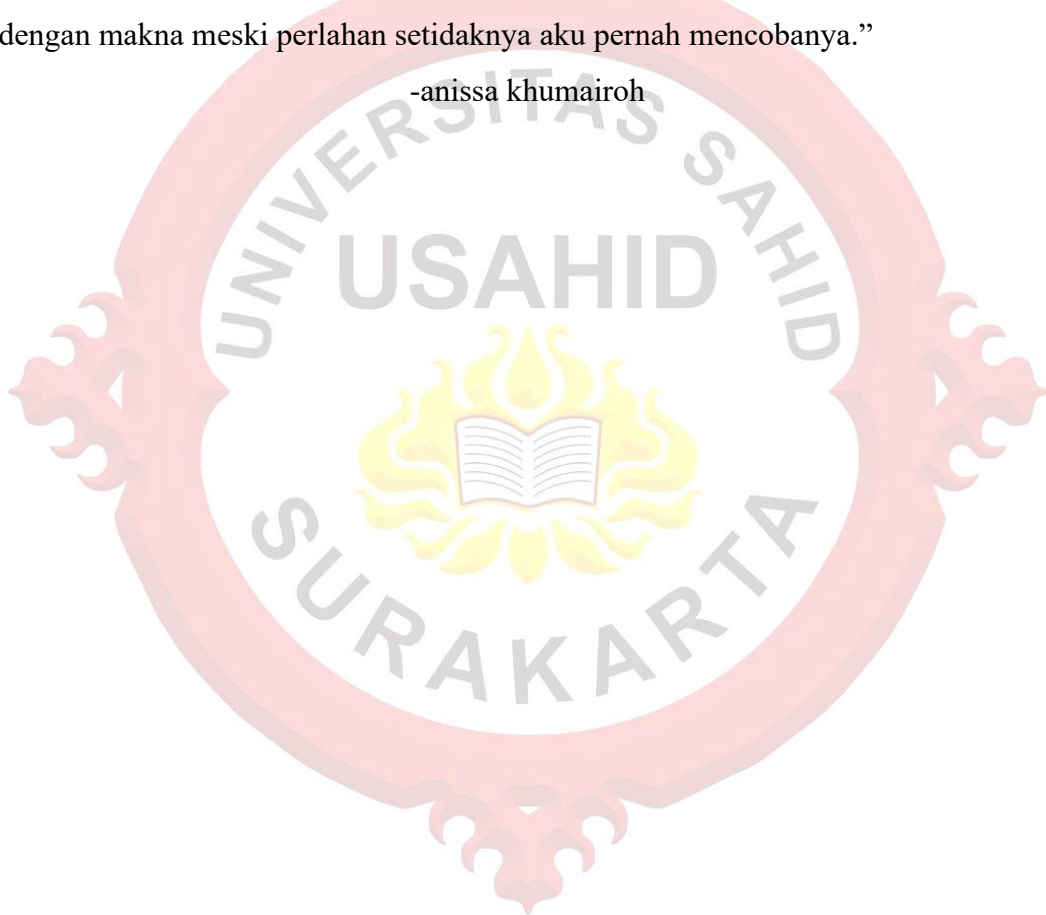 dengan makna meski perlahan setidaknya aku pernah mencobanya.”
-anissa khumairoh
UNIVERSITAS SAHID
USAHID
SURAKARTA